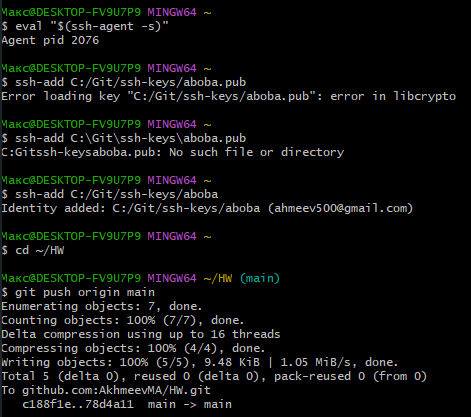 Макс@DESKTOP-FV9U7P9 MINGW64 ~
$ eval "$(ssh-agent -s)"
Agent pid 2076
Макс@DESKTOP-FV9U7P9 MINGW64 ~
$ ssh-add C:/Git/ssh-keys/aboba.pub
Error loading key "C:/Git/ssh-keys/aboba.pub": error in libcrypto
Макс@DESKTOP-FV9U7P9 MINGW64 ~
$ ssh-add C:\Git\ssh-keys\aboba.pub
C:Gitssh-keysaboba.pub: No such file or directory
Макс@DESKTOP-FV9U7P9 MINGW64 ~
$ ssh-add C:/Git/ssh-keys/aboba
Identity added: C:/Git/ssh-keys/aboba (ahmeev500@gmail.com)
Макс@DESKTOP-FV9U7P9 MINGW64 ~
$ cd ~/HW
Макс@DESKTOP-FV9U7P9 MINGW64 ~/HW (main)
$ git push origin main
Enumerating objects: 7, done.
Counting objects: 100% (7/7), done.
Delta compression using up to 16 threads
Compressing objects: 100% (4/4), done.
Writing objects: 100% (5/5), 9.48 KiB | 1.05 MiB/s, done.
Total 5 (delta 0), reused 0 (delta 0), pack-reused 0 (from 0)
To github.com:AkhmeevMA/HW.git
   c188f1e..78d4a11  main -> main